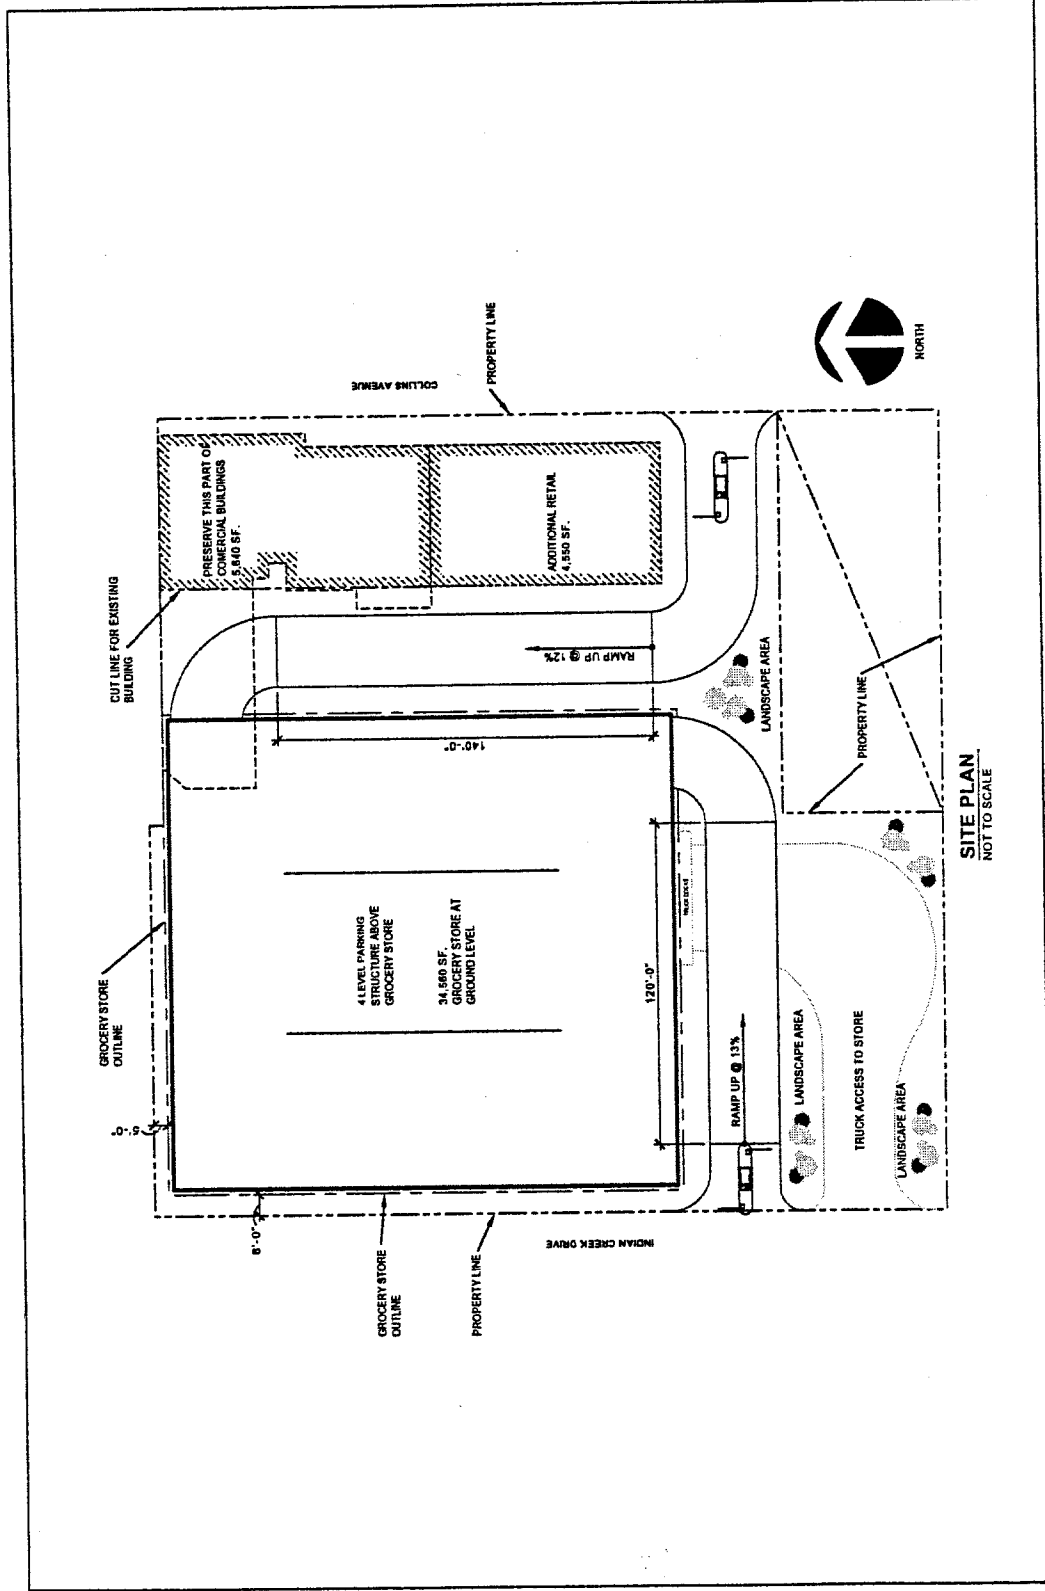 COLLINS AVENUE
PROPERTY LINE
NORTH
CUT LINE FOR EXISTING
BUILDING
PRESERVE THIS PART OF
COMERCIAL BUILDINGS
5,640 SF.
ADDITIONAL RETAIL
4,550 SF.
RAMP UP @ 12%
LANDSCAPE AREA
PROPERTY LINE
140'-0"
GROCERY STORE
OUTLINE
4 LEVEL PARKING
STRUCTURE ABOVE
GROCERY STORE
34,560 SF.
GROCERY STORE AT
GROUND LEVEL
120'-0"
TRUCK DOCKS
5'-0"
RAMP UP @ 13%
LANDSCAPE AREA
TRUCK ACCESS TO STORE
LANDSCAPE AREA
8'-0"
GROCERY STORE
OUTLINE
PROPERTY LINE
INDIAN CREEK DRIVE
SITE PLAN
NOT TO SCALE